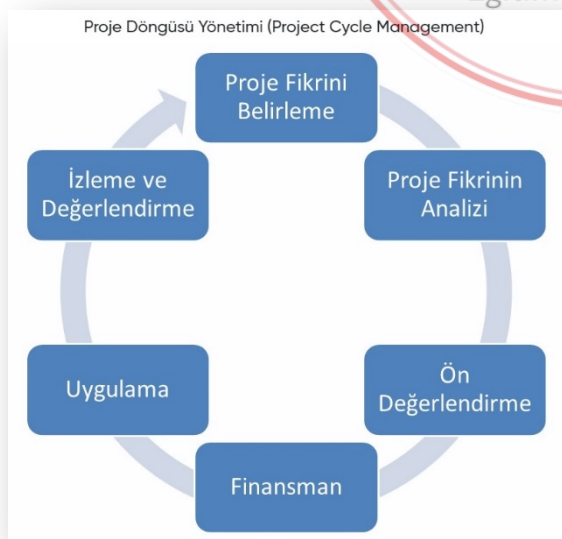 Proje Döngüsü Yönetimi (Project Cycle Management)
Proje Fikrini
Belirleme
Proje Fikrinin
Analizi
Ön
Değerlendirme
Finansman
Uygulama
İzleme ve
Değerlendirme